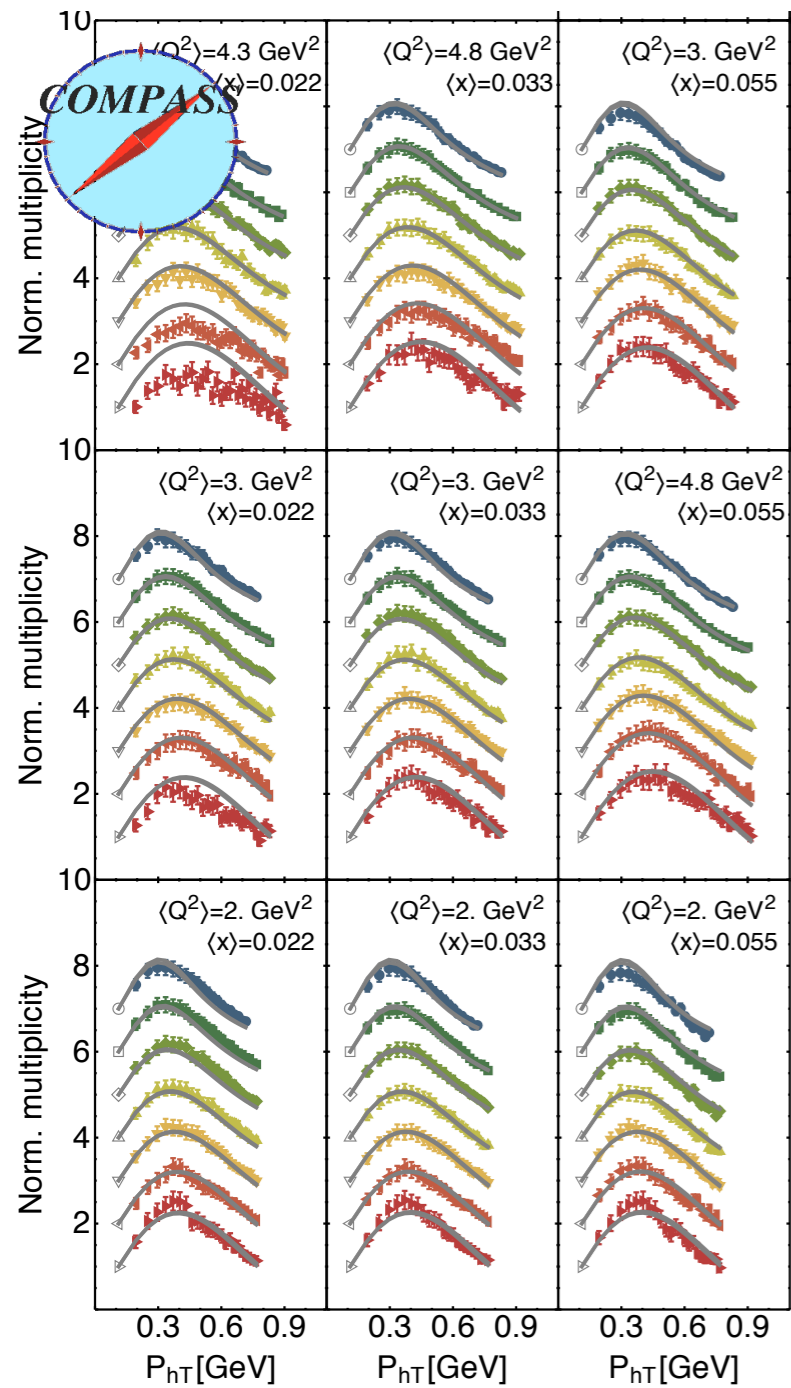 10
⟨Q²⟩=4.3 GeV² ⟨Q²⟩=4.8 GeV² ⟨Q²⟩=3. GeV²
⟨x⟩=0.022 ⟨x⟩=0.033 ⟨x⟩=0.055
COMPASS
Norm. multiplicity
4
2
10
⟨Q²⟩=3. GeV² ⟨Q²⟩=3. GeV² ⟨Q²⟩=4.8 GeV²
⟨x⟩=0.022 ⟨x⟩=0.033 ⟨x⟩=0.055
8
6
Norm. multiplicity
4
2
10
⟨Q²⟩=2. GeV² ⟨Q²⟩=2. GeV² ⟨Q²⟩=2. GeV²
⟨x⟩=0.022 ⟨x⟩=0.033 ⟨x⟩=0.055
8
6
Norm. multiplicity
4
2
0.3 0.6 0.9 0.3 0.6 0.9 0.3 0.6 0.9
P_hT[GeV] P_hT[GeV] P_hT[GeV]